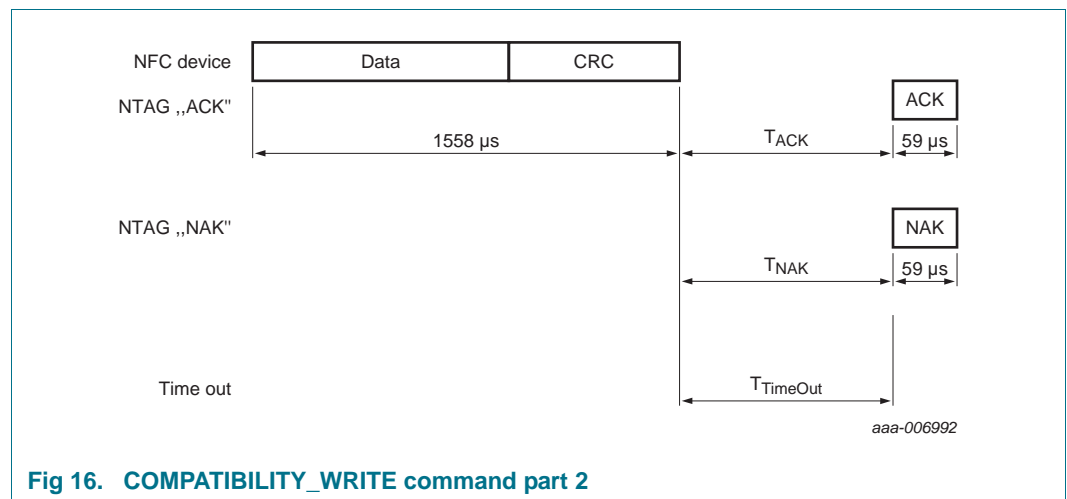 NFC device Data CRC
NTAG ,,ACK" ACK
1558 µs TACK 59 µs
NTAG ,,NAK" NAK
TNAK 59 µs
Time out TTimeOut
aaa-006992
Fig 16. COMPATIBILITY_WRITE command part 2